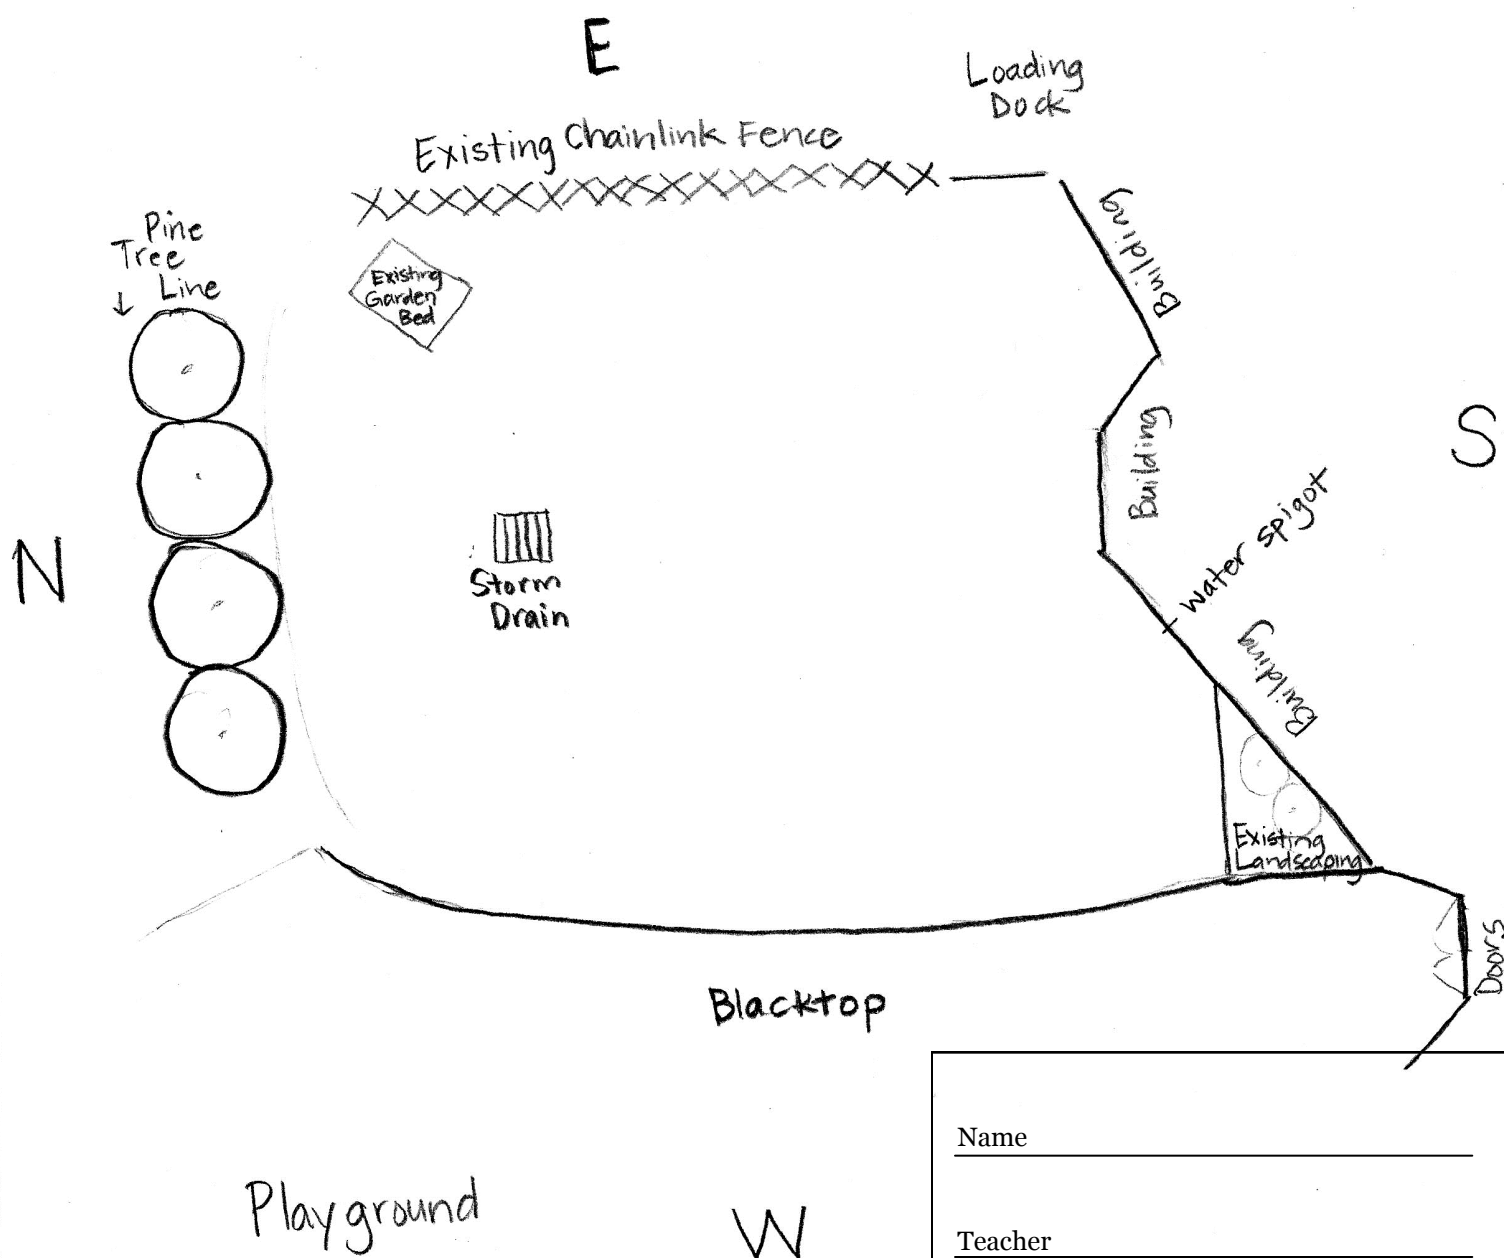 E
Loading
Dock
Existing Chainlink Fence
Pine
Tree
Line
Existing
Garden
Bed
Building
S
Building
water spigot
N
Storm
Drain
Building
Existing
Landscaping
Doors
Blacktop
Name
Playground
W
Teacher